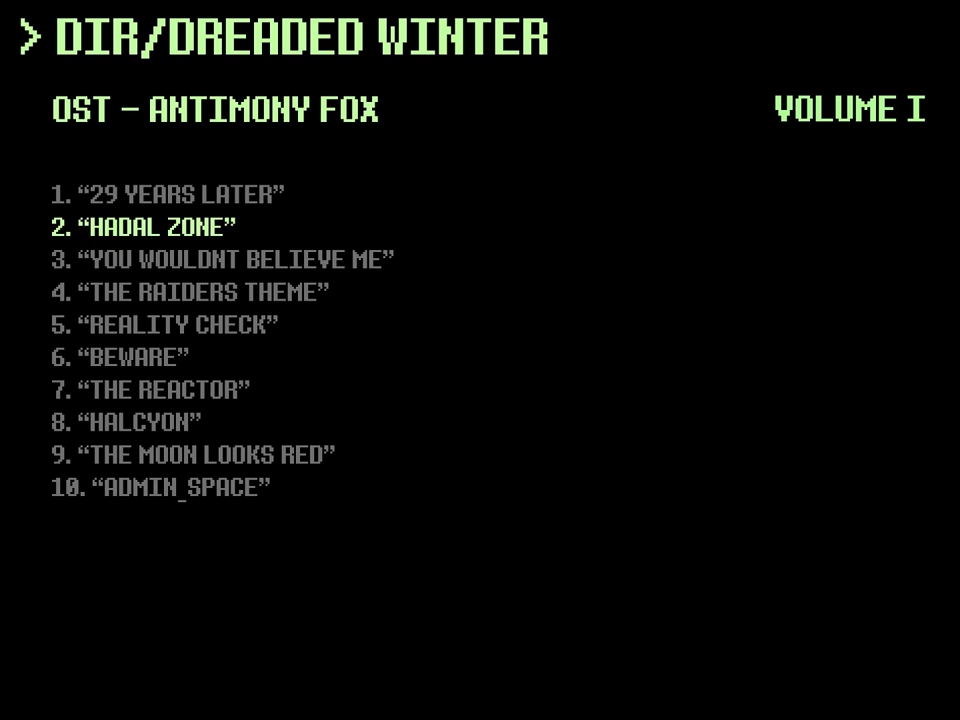 > DIR/DREADED WINTER
OST – ANTIMONY FOX
VOLUME I
1. “29 YEARS LATER”
2. “HADAL ZONE”
3. “YOU WOULDNT BELIEVE ME”
4. “THE RAIDERS THEME”
5. “REALITY CHECK”
6. “BEWARE”
7. “THE REACTOR”
8. “HALCYON”
9. “THE MOON LOOKS RED”
10. “ADMIN_SPACE”